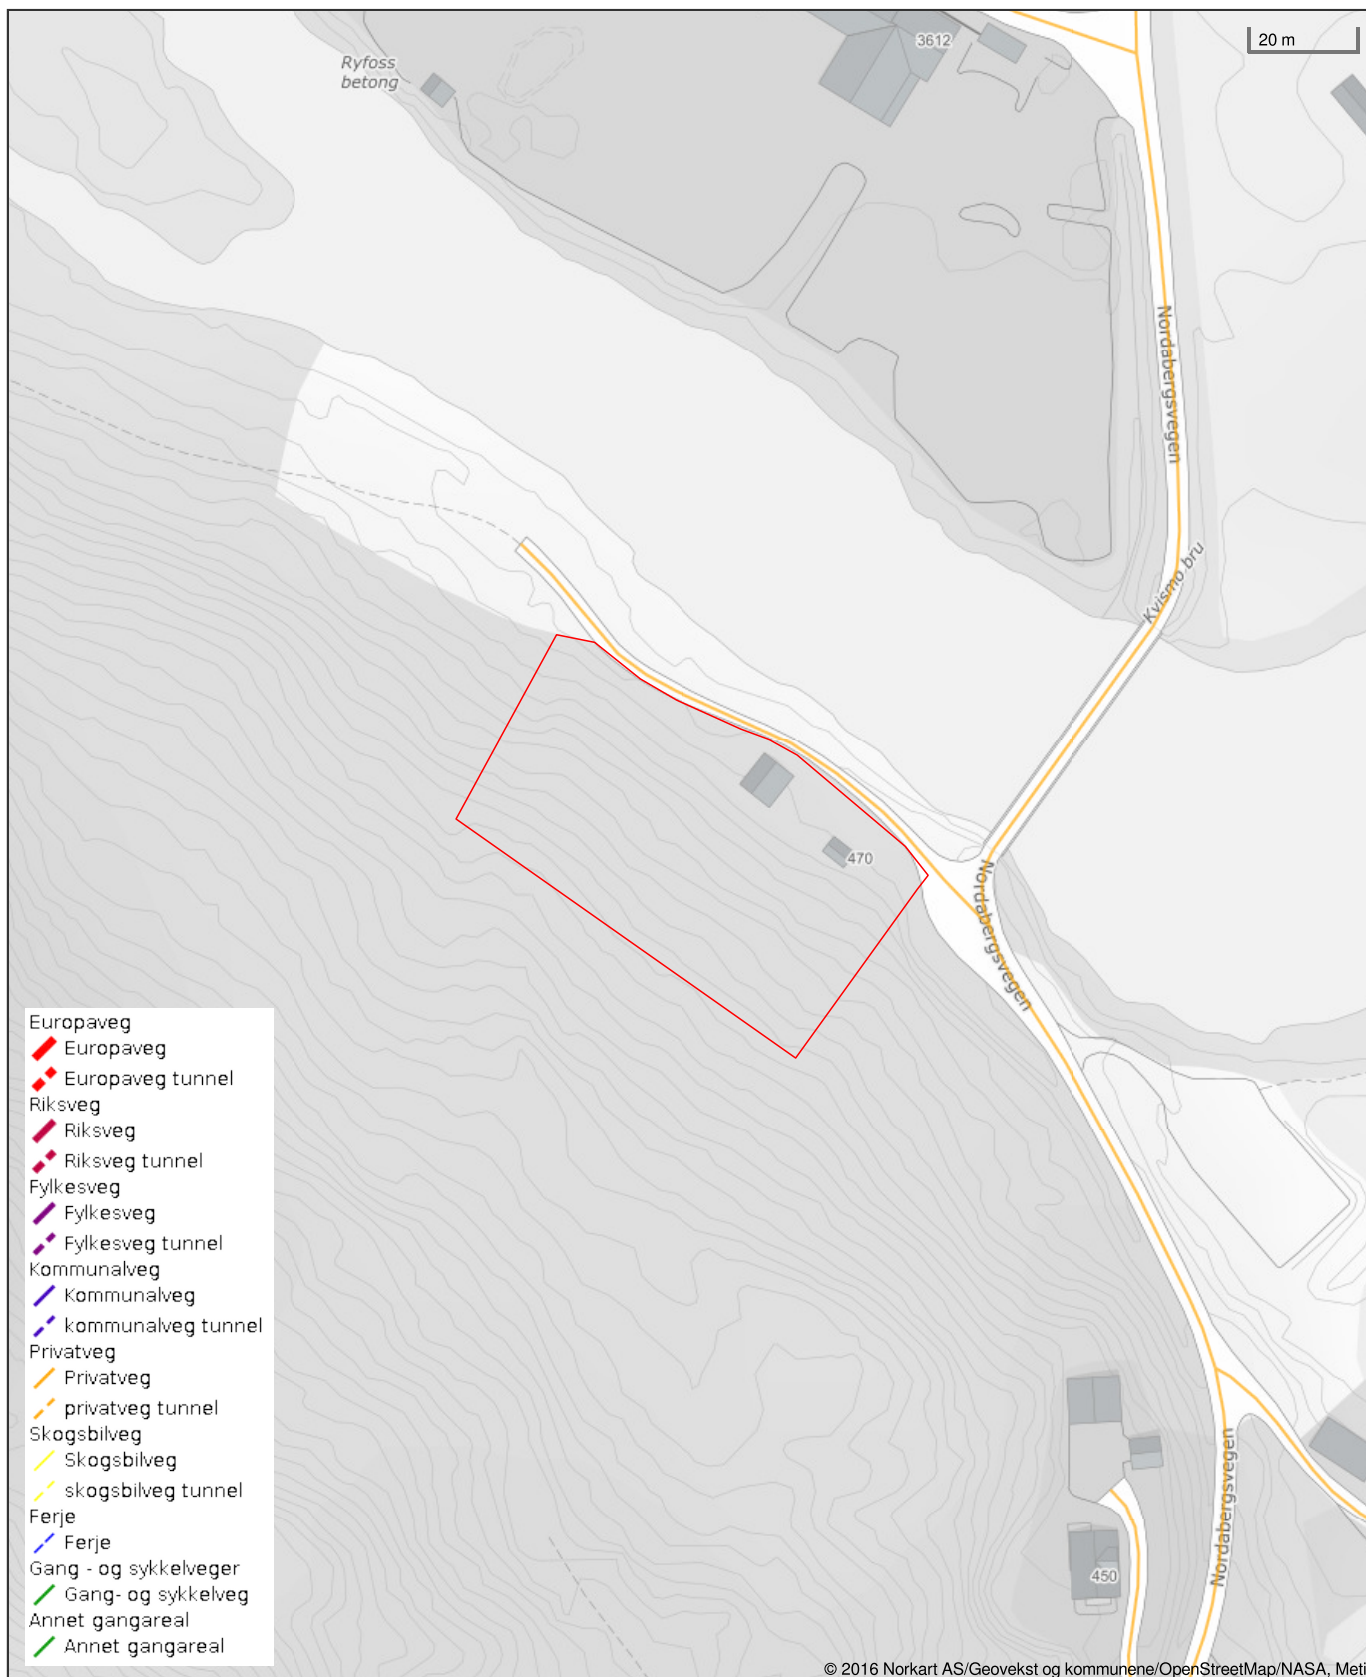 Ryfoss
betong
3612
20 m
Nordabergsvegen
Kvismo bru
470
Nordabergsvegen
Europaveg
Europaveg
Europaveg tunnel
Riksveg
Riksveg
Riksveg tunnel
Fylkesveg
Fylkesveg
Fylkesveg tunnel
Kommunalveg
Kommunalveg
kommunalveg tunnel
Privatveg
Privatveg
privatveg tunnel
Skogsbilveg
Skogsbilveg
skogsbilveg tunnel
Ferje
Ferje
Gang - og sykkelveger
Gang- og sykkelveg
Annet gangareal
Annet gangareal
Nordabergsvegen
450
© 2016 Norkart AS/Geovekst og kommunene/OpenStreetMap/NASA, Meti